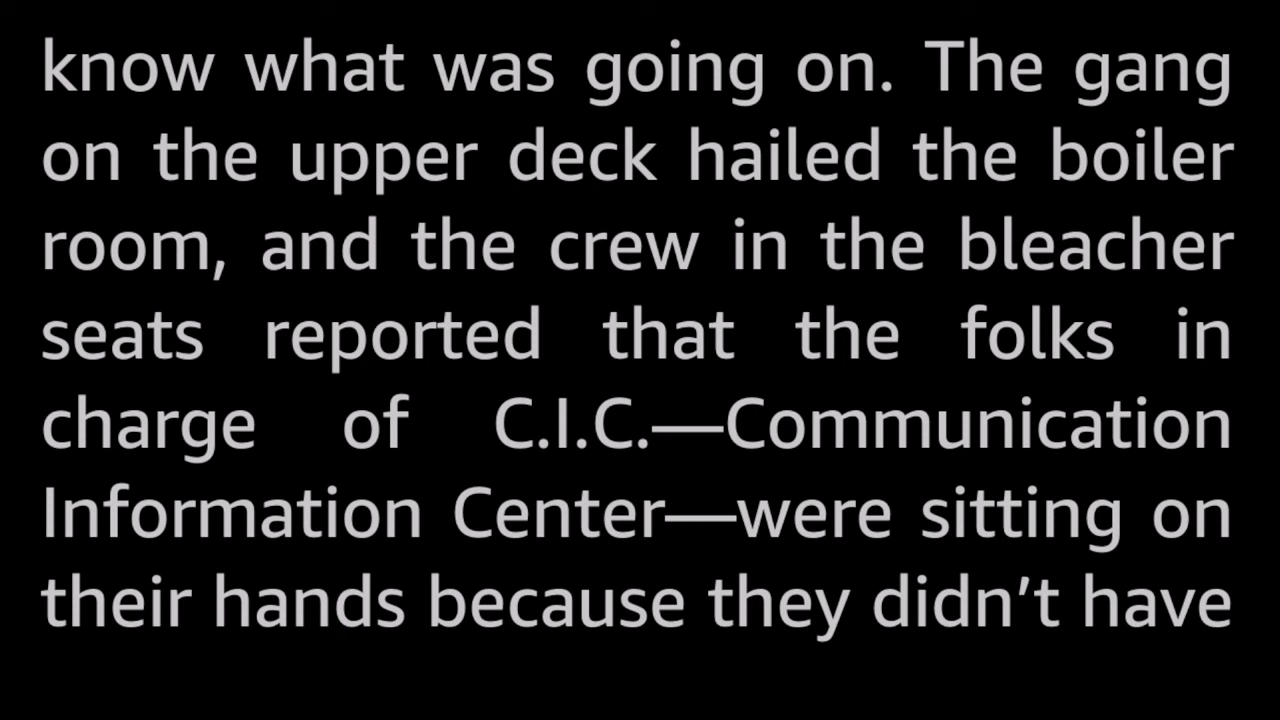 know what was going on. The gang
on the upper deck hailed the boiler
room, and the crew in the bleacher
seats reported that the folks in
charge of C.I.C.—Communication
Information Center—were sitting on
their hands because they didn’t have